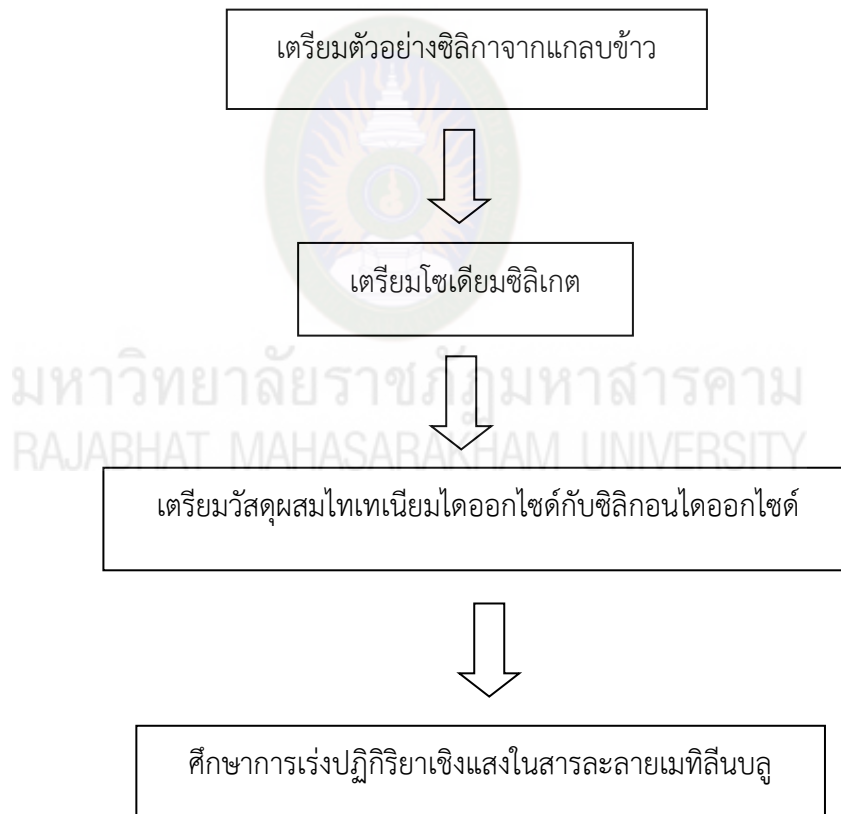 เตรียมตัวอย่างซิลิกาจากแกลบข้าว
เตรียมโซเดียมซิลิเกต
มหาวิทยาลัยราชภัฏมหาสารคาม
RAJABHAT MAHASARAKHAM UNIVERSITY
เตรียมวัสดุผสมไทเทเนียมไดออกไซด์กับซิลิกอนไดออกไซด์
ศึกษาการเร่งปฏิกิริยาเชิงแสงในสารละลายเมทิลีนบลู